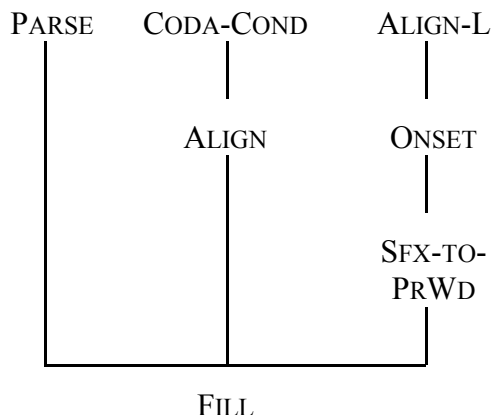 PARSE CODA-COND ALIGN-L
ALIGN ONSET
SFX-TO-
PRWD
FILL